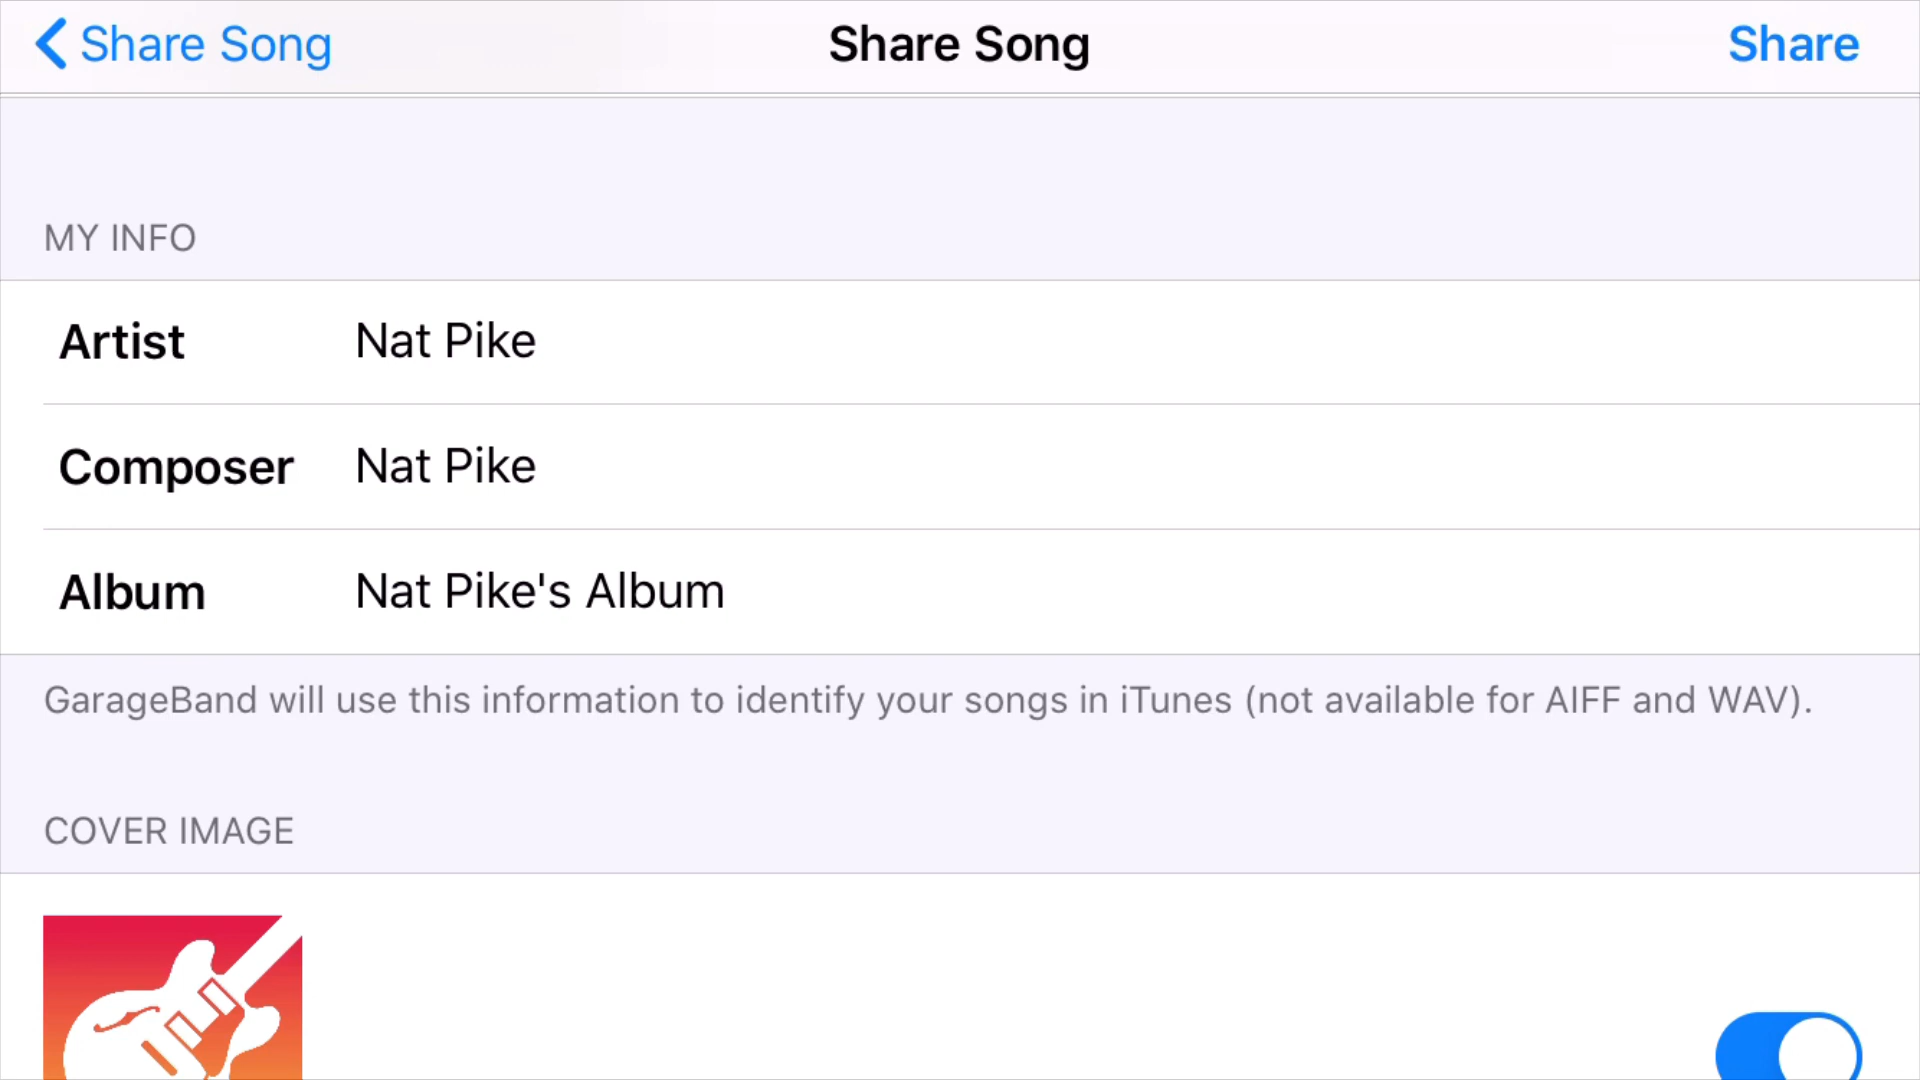 Share Song
Share Song
Share
MY INFO
Artist Nat Pike
Composer Nat Pike
Album Nat Pike's Album
GarageBand will use this information to identify your songs in iTunes (not available for AIFF and WAV).
COVER IMAGE